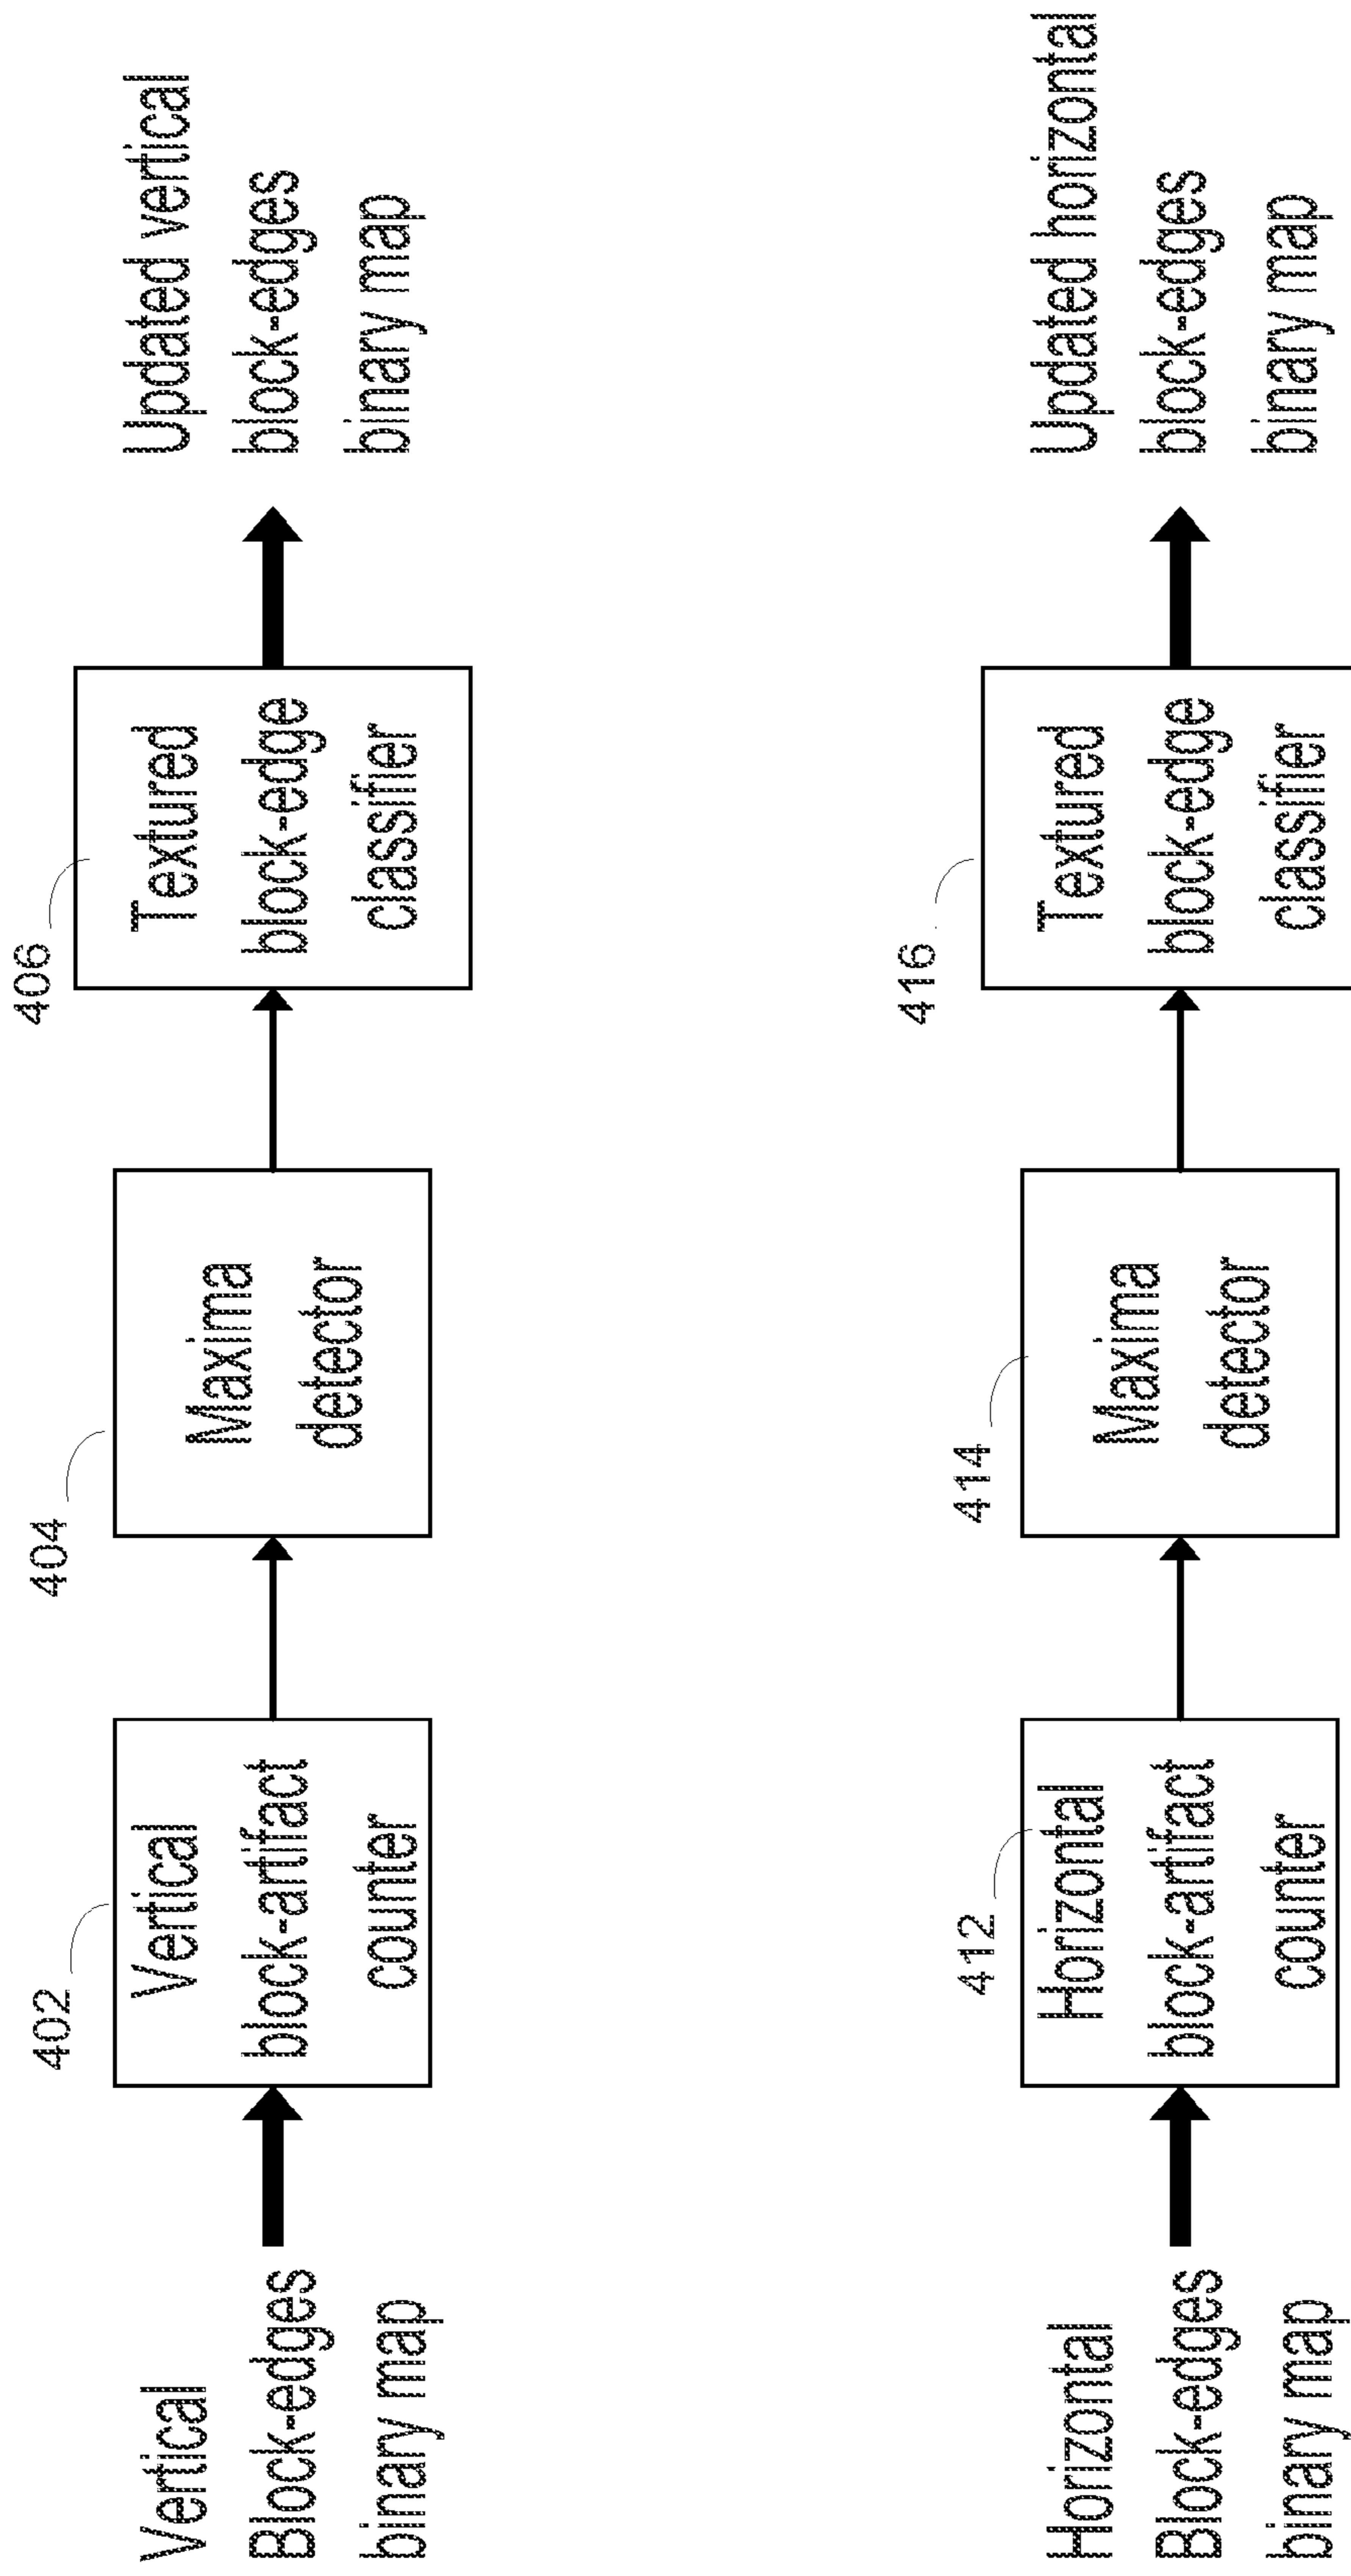 Vertical
Block-edges
binary map
402
Vertical
block-artifact
counter
404
Maxima
detector
406
Textured
block-edge
classifier
Updated vertical
block-edges
binary map
Horizontal
Block-edges
binary map
412
Horizontal
block-artifact
counter
414
Maxima
detector
416
Textured
block-edge
classifier
Updated horizontal
block-edges
binary map